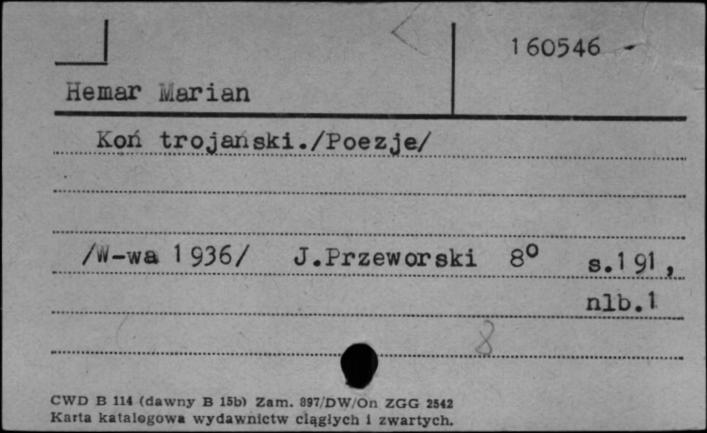 160546 -
Hemar Marian
Koń trojański./Poezje/
/W-wa 1936/ J.Przeworski 8° s.191,
nlb.1
8
CWD B 114 (dawny B 15b) Zam. 897/DW/On ZGG 2542
Karta katalogowa wydawnictw ciągłych i zwartych.